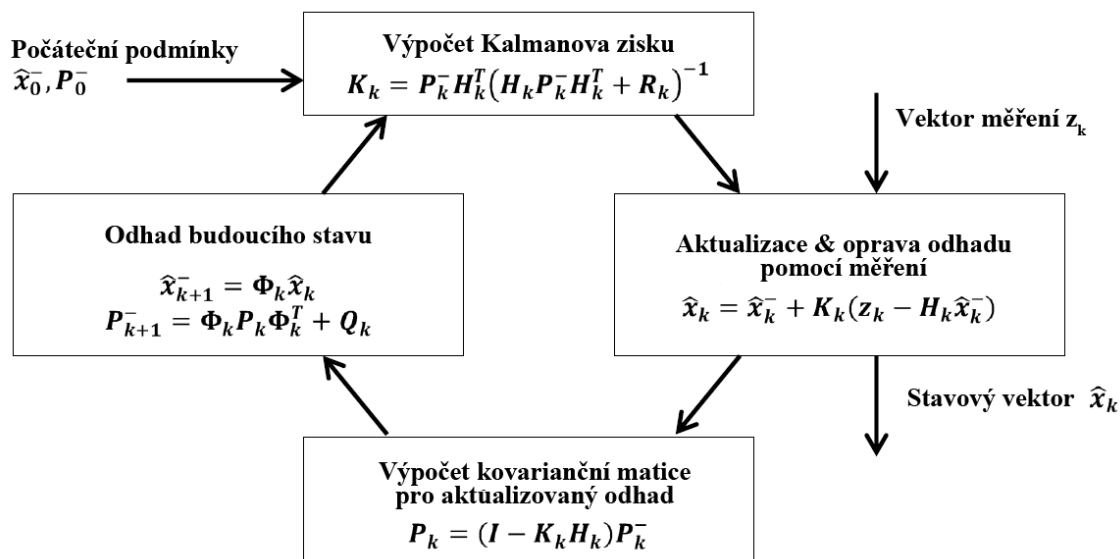 Počáteční podmínky
x̂₀⁻, P₀⁻
Výpočet Kalmanova zisku
Kₖ = Pₖ⁻Hₖᵀ(HₖPₖ⁻Hₖᵀ + Rₖ)⁻¹
Vektor měření zₖ
Odhad budoucího stavu
x̂ₖ₊₁⁻ = Φₖx̂ₖ
Pₖ₊₁⁻ = ΦₖPₖΦₖᵀ + Qₖ
Aktualizace & oprava odhadu
pomocí měření
x̂ₖ = x̂ₖ⁻ + Kₖ(zₖ − Hₖx̂ₖ⁻)
Stavový vektor x̂ₖ
Výpočet kovarianční matice
pro aktualizovaný odhad
Pₖ = (I − KₖHₖ)Pₖ⁻